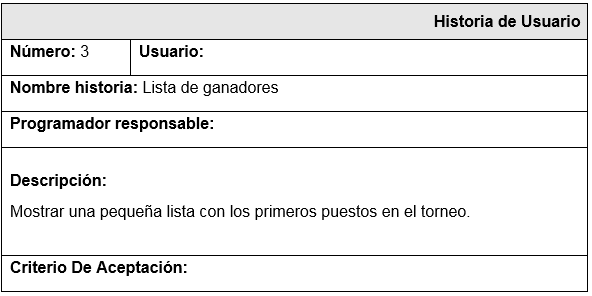 Historia de Usuario
Número: 3 Usuario:
Nombre historia: Lista de ganadores
Programador responsable:
Descripción:
Mostrar una pequeña lista con los primeros puestos en el torneo.
Criterio De Aceptación: